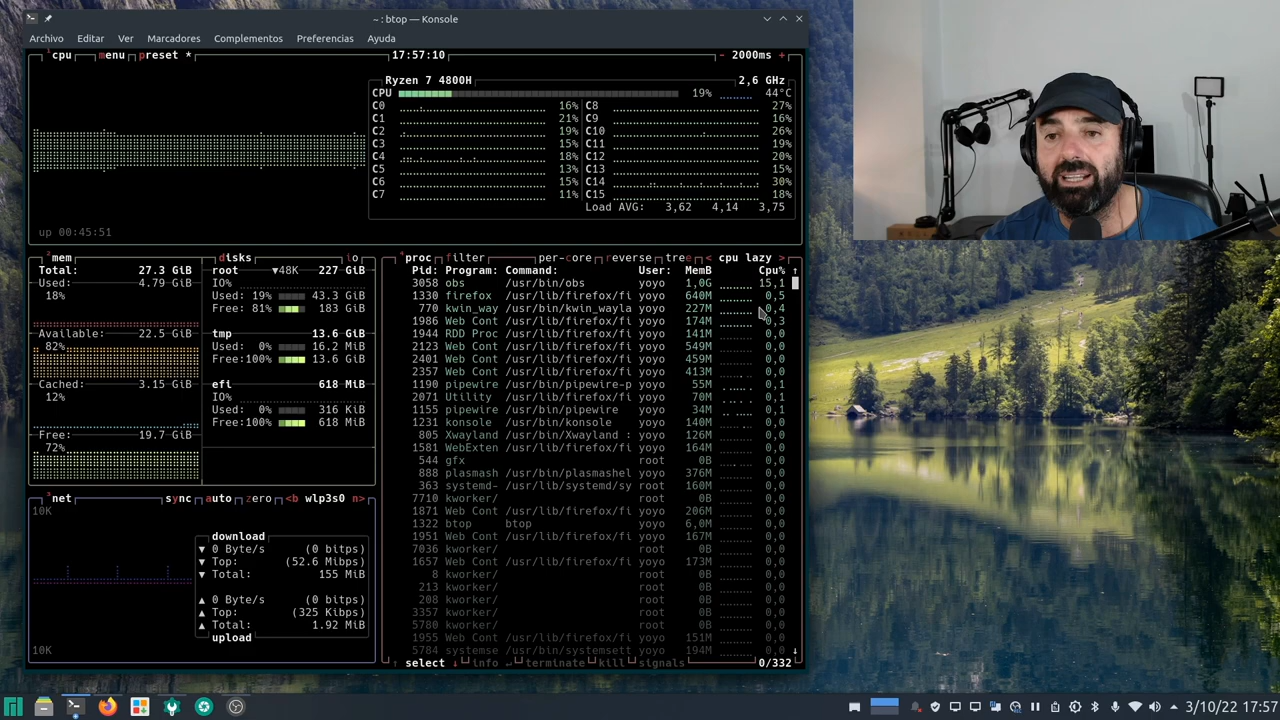 ~ : btop — Konsole
Archivo Editar Ver Marcadores Complementos Preferencias Ayuda
1cpu menu preset * 17:57:10 - 2000ms +
Ryzen 7 4800H 2,6 GHz
CPU 19% 44°C
C0 16% C8 27%
C1 21% C9 16%
C2 19% C10 26%
C3 15% C11 19%
C4 18% C12 20%
C5 13% C13 15%
C6 15% C14 30%
C7 11% C15 18%
Load AVG: 3,62 4,14 3,75
up 00:45:51
2mem disks io
Total: 27.3 GiB
Used: 4.79 GiB
18%
Available: 22.5 GiB
82%
Cached: 3.15 GiB
12%
Free: 19.7 GiB
72%
root ▼48K 227 GiB
IO%
Used: 19% 43.3 GiB
Free: 81% 183 GiB
tmp 13.6 GiB
Used: 0% 16.2 MiB
Free:100% 13.6 GiB
efi 618 MiB
IO%
Used: 0% 316 KiB
Free:100% 618 MiB
3net sync auto zero <b wlp3s0 n>
10K
download
▼ 0 Byte/s (0 bitps)
▼ Top: (52.6 Mibps)
▼ Total: 155 MiB
▲ 0 Byte/s (0 bitps)
▲ Top: (325 Kibps)
▲ Total: 1.92 MiB
upload
10K
4proc filter per-core reverse tree < cpu lazy >
Pid: Program: Command: User: MemB Cpu% ↑
3058 obs /usr/bin/obs yoyo 1,0G 15,1
1330 firefox /usr/lib/firefox/fi yoyo 640M 0,5
770 kwin_way /usr/bin/kwin_wayla yoyo 227M 0,4
1986 Web Cont /usr/lib/firefox/fi yoyo 174M 0,3
1944 RDD Proc /usr/lib/firefox/fi yoyo 141M 0,0
2123 Web Cont /usr/lib/firefox/fi yoyo 549M 0,0
2401 Web Cont /usr/lib/firefox/fi yoyo 459M 0,0
2357 Web Cont /usr/lib/firefox/fi yoyo 413M 0,0
1190 pipewire /usr/bin/pipewire-p yoyo 55M 0,1
2071 Utility /usr/lib/firefox/fi yoyo 70M 0,1
1155 pipewire /usr/bin/pipewire yoyo 34M 0,1
1231 konsole /usr/bin/konsole yoyo 140M 0,0
805 Xwayland /usr/bin/Xwayland : yoyo 126M 0,0
1581 WebExten /usr/lib/firefox/fi yoyo 164M 0,0
544 gfx root 0B 0,0
888 plasmash /usr/bin/plasmashel yoyo 376M 0,0
363 systemd- /usr/lib/systemd/sy root 160M 0,0
7710 kworker/ root 0B 0,0
1871 Web Cont /usr/lib/firefox/fi yoyo 206M 0,0
1322 btop btop yoyo 6,0M 0,0
1951 Web Cont /usr/lib/firefox/fi yoyo 167M 0,0
7036 kworker/ root 0B 0,0
1657 Web Cont /usr/lib/firefox/fi yoyo 173M 0,0
8 kworker/ root 0B 0,0
213 kworker/ root 0B 0,0
208 kworker/ root 0B 0,0
3357 kworker/ root 0B 0,0
5780 kworker/ root 0B 0,0
1955 Web Cont /usr/lib/firefox/fi yoyo 151M 0,0
5784 systemse /usr/bin/systemsett yoyo 194M 0,0 ↓
↑ select ↓ info ↵ terminate kill signals 0/332
3/10/22 17:57